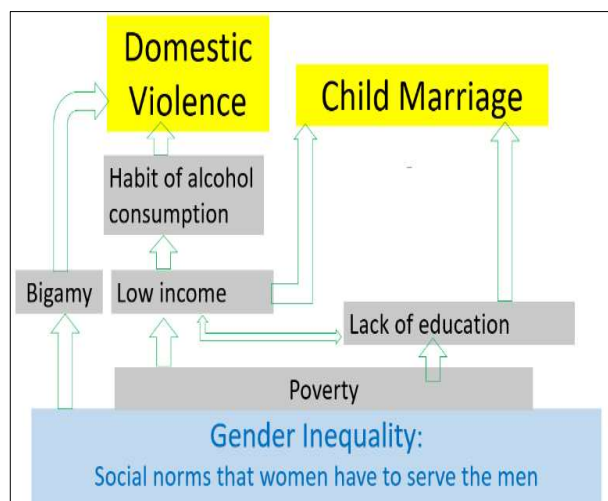 Domestic
Violence
Child Marriage
Habit of alcohol
consumption
Bigamy
Low income
Lack of education
Poverty
Gender Inequality:
Social norms that women have to serve the men